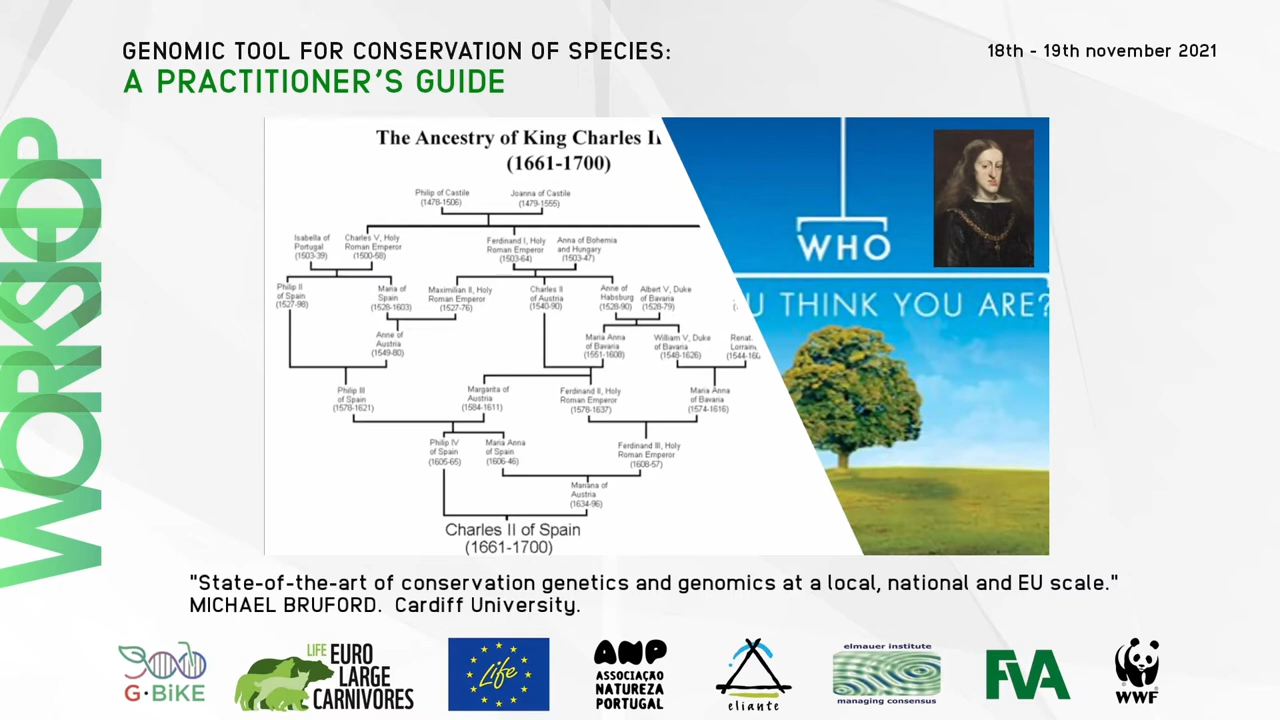 GENOMIC TOOL FOR CONSERVATION OF SPECIES:
A PRACTITIONER'S GUIDE
18th - 19th november 2021
WORKSHOP
The Ancestry of King Charles II
(1661-1700)
Philip of Castile
(1478-1506)
Joanna of Castile
(1479-1555)
Isabella of
Portugal
(1503-39)
Charles V, Holy
Roman Emperor
(1500-58)
Ferdinand I, Holy
Roman Emperor
(1503-64)
Anna of Bohemia
and Hungary
(1503-47)
Philip II
of Spain
(1527-98)
Maria of
Spain
(1528-1603)
Maximilian II, Holy
Roman Emperor
(1527-76)
Charles II
of Austria
(1540-90)
Anne of
Habsburg
(1528-90)
Albert V, Duke
of Bavaria
(1528-79)
Anne of
Austria
(1549-80)
Maria Anna
of Bavaria
(1551-1608)
William V, Duke
of Bavaria
(1548-1626)
Renat.
Lorrain
(1544-160
Philip III
of Spain
(1578-1621)
Margarita of
Austria
(1584-1611)
Ferdinand II, Holy
Roman Emperor
(1578-1637)
Maria Anna
of Bavaria
(1574-1616)
Philip IV
of Spain
(1605-65)
Maria Anna
of Spain
(1606-46)
Ferdinand III, Holy
Roman Emperor
(1608-57)
Mariana of
Austria
(1634-96)
Charles II of Spain
(1661-1700)
WHO
U THINK YOU ARE?
"State-of-the-art of conservation genetics and genomics at a local, national and EU scale."
MICHAEL BRUFORD. Cardiff University.
G·BiKE
LIFE EURO
LARGE
CARNIVORES
Life
ANP
ASSOCIAÇÃO
NATUREZA
PORTUGAL
eliante
elmauer institute
managing consensus
FVA
WWF